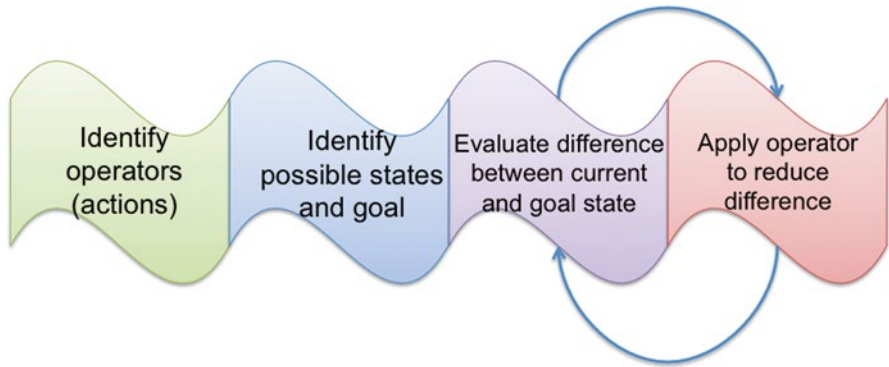 Identify
operators
(actions)
Identify
possible states
and goal
Evaluate difference
between current
and goal state
Apply operator
to reduce
difference